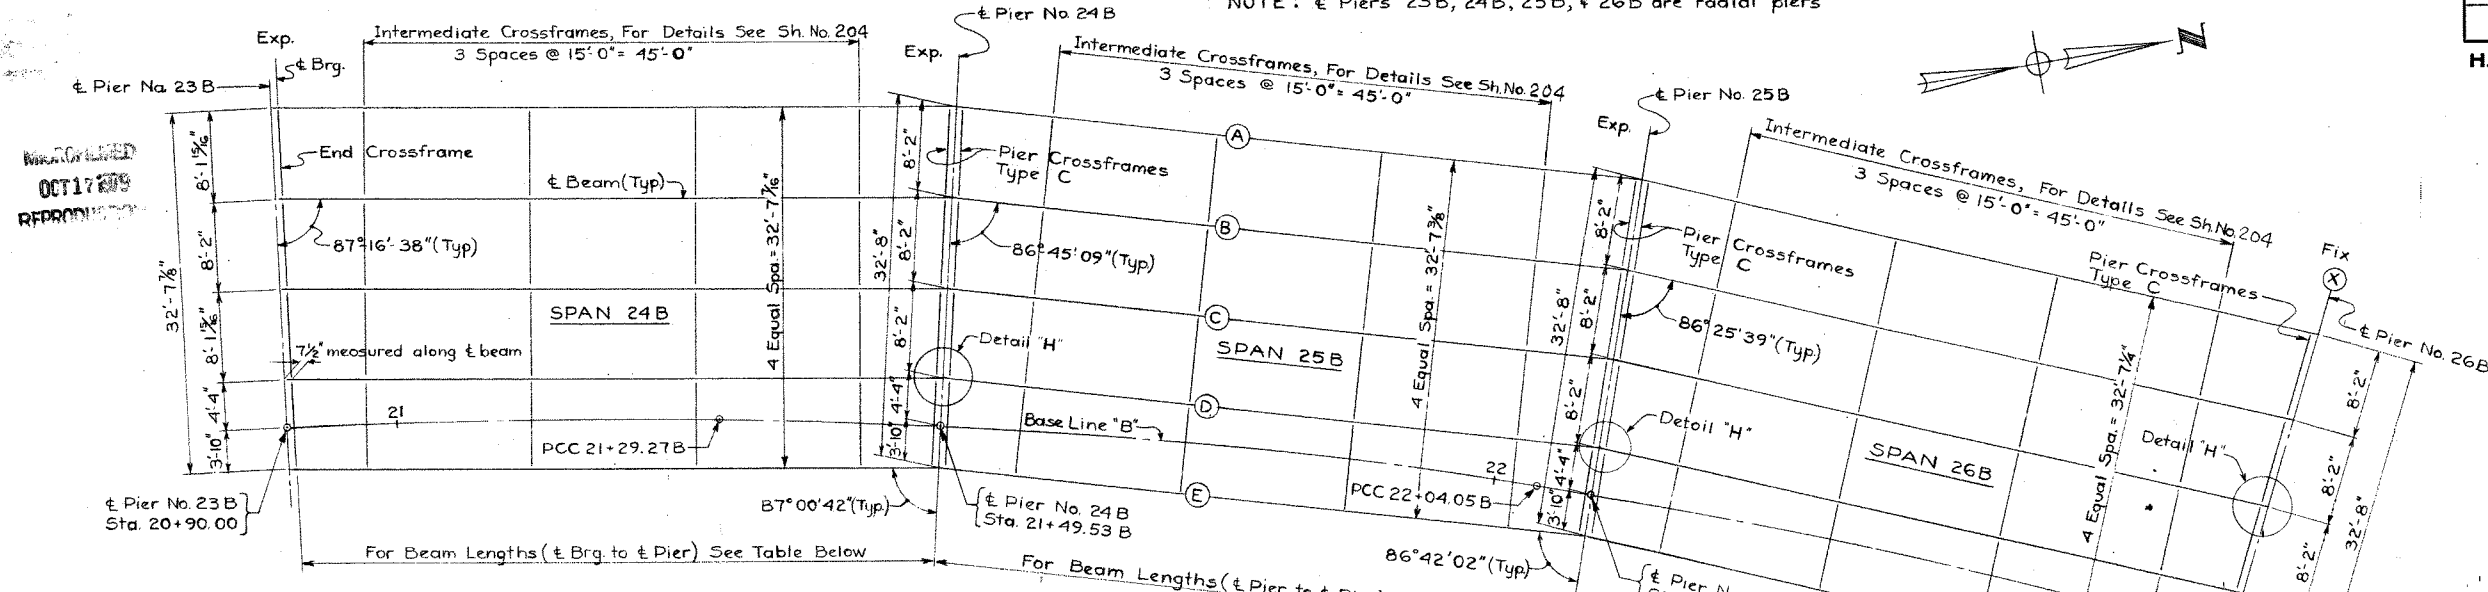 NOTE: ℄ Piers 23B, 24B, 25B, & 26B are radial piers
℄ Pier No. 24B
Exp.
Intermediate Crossframes, For Details See Sh. No. 204
3 Spaces @ 15'-0" = 45'-0"
℄ Brg.
℄ Pier No. 23B
Exp.
Intermediate Crossframes, For Details See Sh. No. 204
3 Spaces @ 15'-0" = 45'-0"
℄ Pier No. 25B
Exp.
Intermediate Crossframes, For Details See Sh. No. 204
3 Spaces @ 15'-0" = 45'-0"
N
H.
OCT 17 1979
End Crossframe
℄ Beam (Typ)
Pier Crossframes
Type C
A
B
C
D
E
Pier Crossframes
Type C
Pier Crossframes
Type C
Fix
X
℄ Pier No. 26B
87°16'-38" (Typ)
86°45'09" (Typ)
86°25'39" (Typ.)
8'-1 15/16"
8'-2"
8'-1 15/16"
4'-4"
3'-10"
32'-7 7/8"
SPAN 24B
4 Equal Spa. = 32'-7 7/16"
32'-8"
8'-2"
8'-2"
8'-2"
4'-4"
3'-10"
7 1/2" measured along ℄ beam
21
PCC 21+29.27B
Detail "H"
SPAN 25B
4 Equal Spa. = 32'-7 3/8"
Base Line "B"
32'-8"
8'-2"
8'-2"
8'-2"
4'-4"
3'-10"
22
PCC 22+04.05B
Detail "H"
SPAN 26B
4 Equal Spa. = 32'-7 1/4"
Detail "H"
8'-2"
8'-2"
8'-2"
32'-8"
℄ Pier No. 23B
Sta. 20+90.00
87°00'42" (Typ.)
℄ Pier No. 24B
Sta. 21+49.53 B
86°42'02" (Typ.)
℄ Pier N
For Beam Lengths (℄ Brg. to ℄ Pier) See Table Below
For Beam Lengths (℄ Pier to ℄